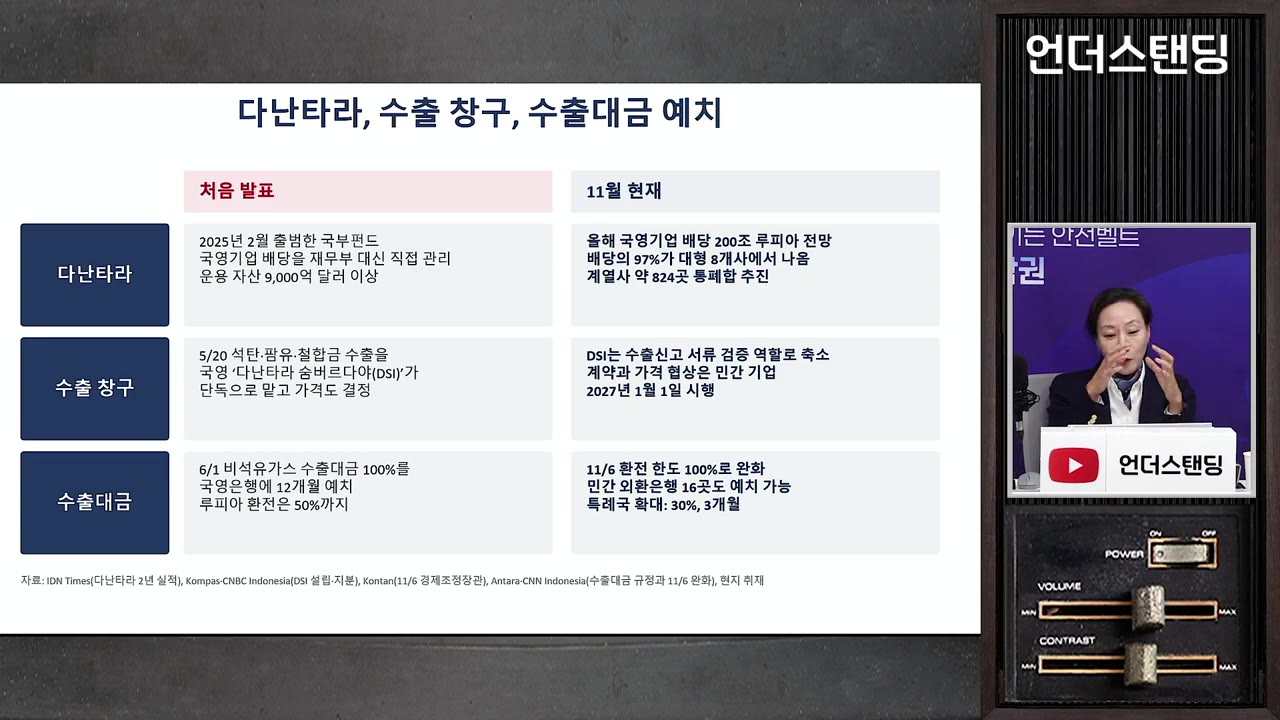 언더스탠딩
다난타라, 수출 창구, 수출대금 예치
처음 발표
11월 현재
다난타라
2025년 2월 출범한 국부펀드
국영기업 배당을 재무부 대신 직접 관리
운용 자산 9,000억 달러 이상
올해 국영기업 배당 200조 루피아 전망
배당의 97%가 대형 8개사에서 나옴
계열사 약 824곳 통폐합 추진
수출 창구
5/20 석탄·팜유·철합금 수출을
국영 ‘다난타라 숨버르다야(DSI)’가
단독으로 맡고 가격도 결정
DSI는 수출신고 서류 검증 역할로 축소
계약과 가격 협상은 민간 기업
2027년 1월 1일 시행
수출대금
6/1 비석유가스 수출대금 100%를
국영은행에 12개월 예치
루피아 환전은 50%까지
11/6 환전 한도 100%로 완화
민간 외환은행 16곳도 예치 가능
특례국 확대: 30%, 3개월
자료: IDN Times(다난타라 2년 실적), Kompas·CNBC Indonesia(DSI 설립·지분), Kontan(11/6 경제조정장관), Antara·CNN Indonesia(수출대금 규정과 11/6 완화), 현지 취재
는 안전벨트
권
언더스탠딩
ON OFF
POWER
VOLUME
MIN MAX
CONTRAST
MIN MAX